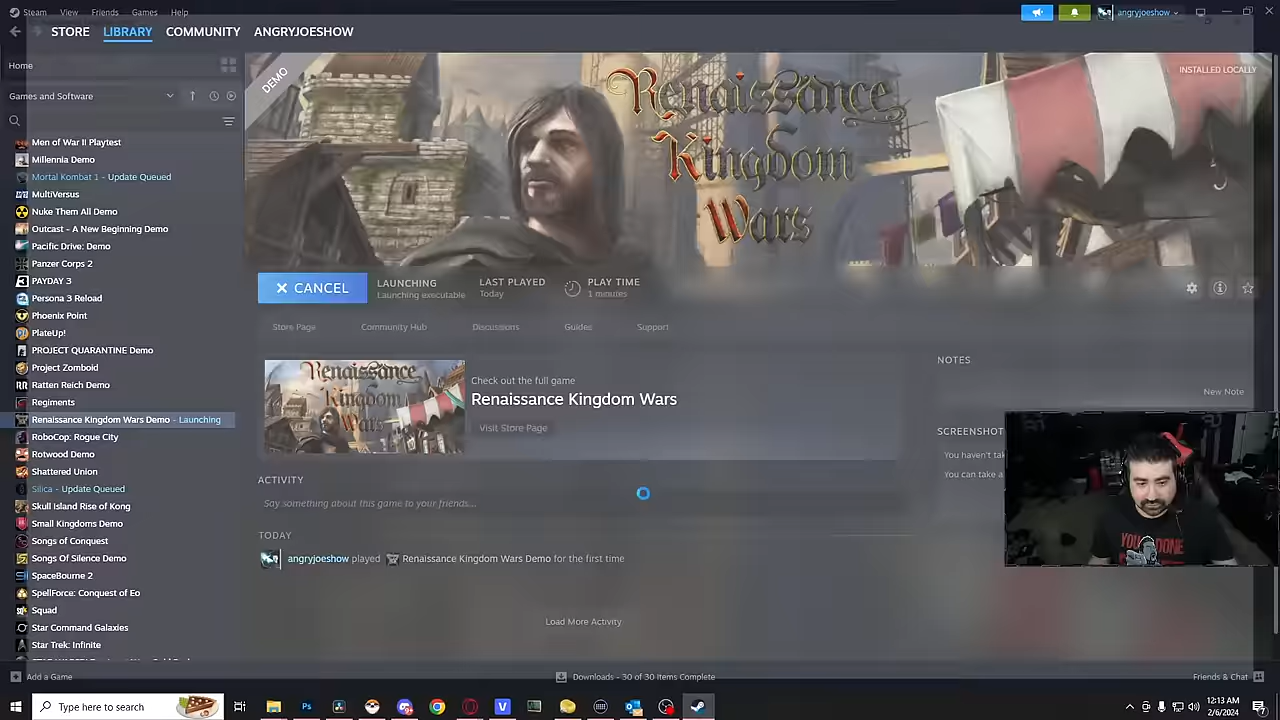 Steam View Friends Games Help
angryjoeshow
STORE LIBRARY COMMUNITY ANGRYJOESHOW
Home
Games and Software
DEMO
Renaissance
Kingdom
Wars
INSTALLED LOCALLY
Men of War II Playtest
Millennia Demo
Mortal Kombat 1 - Update Queued
MultiVersus
Nuke Them All Demo
Outcast - A New Beginning Demo
Pacific Drive: Demo
Panzer Corps 2
PAYDAY 3
Persona 3 Reload
Phoenix Point
PlateUp!
PROJECT QUARANTINE Demo
Project Zomboid
Ratten Reich Demo
Regiments
Renaissance Kingdom Wars Demo - Launching
RoboCop: Rogue City
Rotwood Demo
Shattered Union
Silica - Update Queued
Skull Island Rise of Kong
Small Kingdoms Demo
Songs of Conquest
Songs Of Silence Demo
SpaceBourne 2
SpellForce: Conquest of Eo
Squad
Star Command Galaxies
Star Trek: Infinite
CANCEL
LAUNCHING
Launching executable
LAST PLAYED
Today
PLAY TIME
1 minutes
Store Page Community Hub Discussions Guides Support
Renaissance
Kingdom
Wars
Check out the full game
Renaissance Kingdom Wars
Visit Store Page
NOTES
New Note
SCREENSHOT
You haven't tak
You can take a
ACTIVITY
Say something about this game to your friends...
TODAY
angryjoeshow played Renaissance Kingdom Wars Demo for the first time
Load More Activity
YOU DONE
Add a Game
Downloads - 30 of 30 Items Complete
Friends & Chat
Type here to search
12:13 AM
2/6/2024